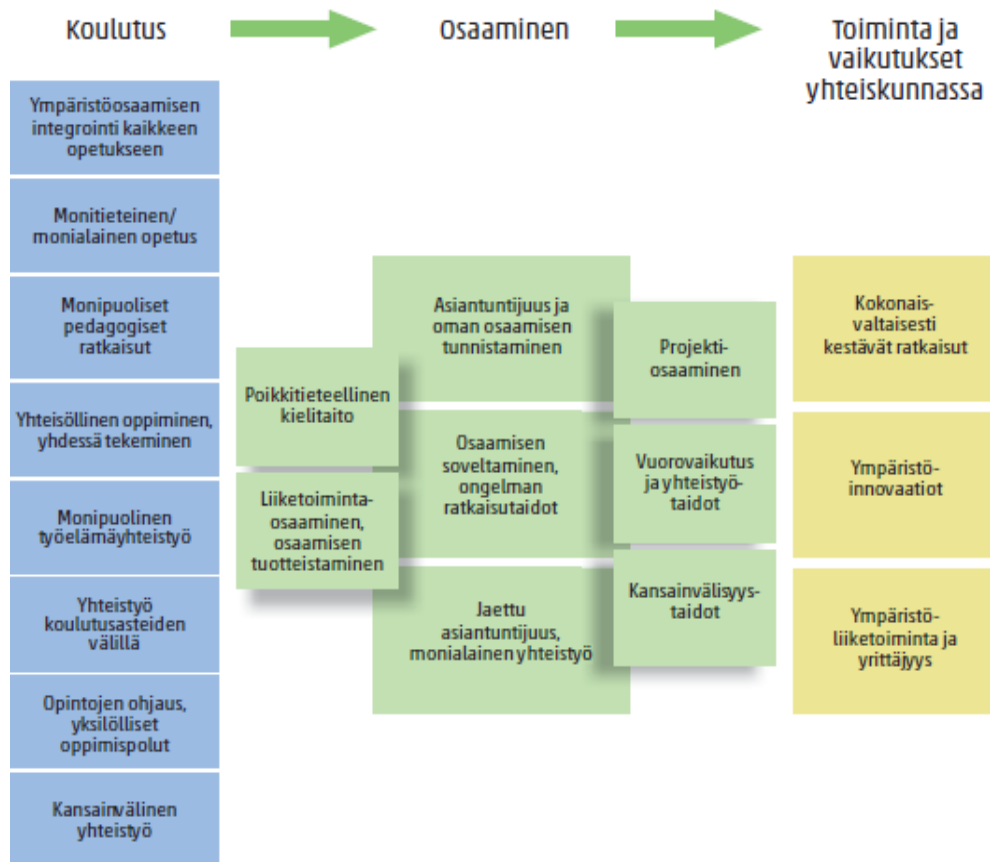 Koulutus
Osaaminen
Toiminta ja
vaikutukset
yhteiskunnassa
Ympäristöosaamisen
integrointi kaikkeen
opetukseen
Monitieteinen/
monialainen opetus
Monipuoliset
pedagogiset
ratkaisut
Yhteisöllinen oppiminen,
yhdessä tekeminen
Monipuolinen
työelämäyhteistyö
Yhteistyö
koulutusasteiden
välillä
Opintojen ohjaus,
yksilölliset
oppimispolut
Kansainvälinen
yhteistyö
Poikkitieteellinen
kielitaito
Liiketoiminta-
osaaminen,
osaamisen
tuotteistaminen
Asiantuntijuus ja
oman osaamisen
tunnistaminen
Osaamisen
soveltaminen,
ongelman
ratkaisutaidot
Jaettu
asiantuntijuus,
monialainen yhteistyö
Projekti-
osaaminen
Vuorovaikutus
ja yhteistyö-
taidot
Kansainvälisyys-
taidot
Kokonais-
valtaisesti
kestävät ratkaisut
Ympäristö-
innovaatiot
Ympäristö-
liiketoiminta ja
yrittäjyys